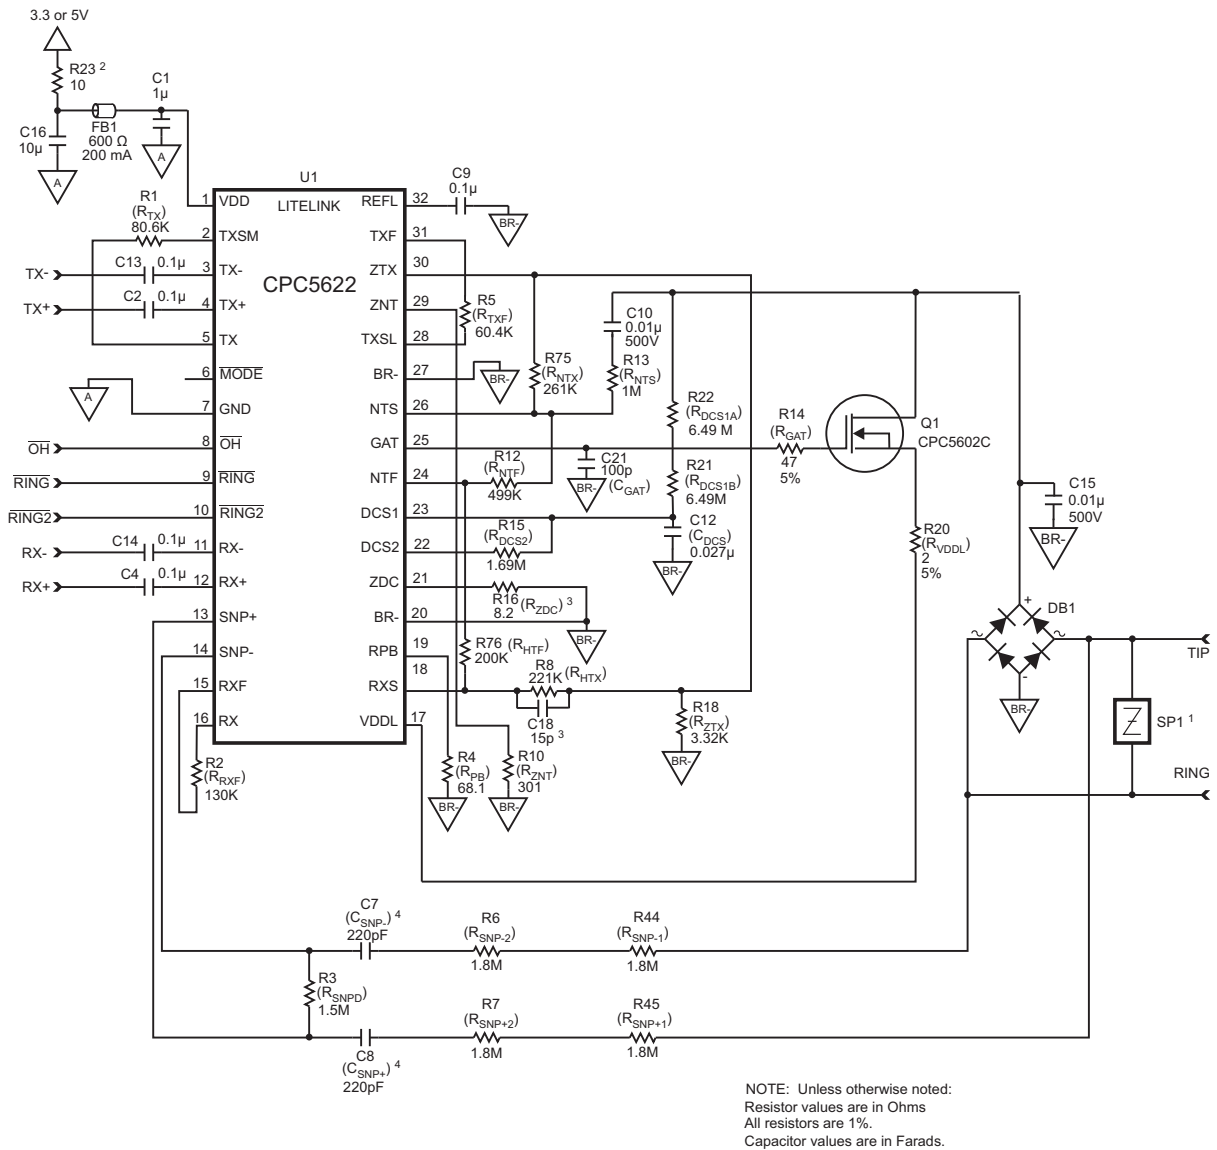 3.3 or 5V
R23 2
10
C1
1µ
C16
10µ
FB1
600 Ω
200 mA
A
A
U1
LITELINK
CPC5622
R1
(RTX)
80.6K
TX-
C13 0.1µ
TX+
C2 0.1µ
A
OH
RING
RING2
RX-
C14 0.1µ
RX+
C4 0.1µ
1 VDD
2 TXSM
3 TX-
4 TX+
5 TX
6 MODE
7 GND
8 OH
9 RING
10 RING2
11 RX-
12 RX+
13 SNP+
14 SNP-
15 RXF
16 RX
REFL 32
TXF 31
ZTX 30
ZNT 29
TXSL 28
BR- 27
NTS 26
GAT 25
NTF 24
DCS1 23
DCS2 22
ZDC 21
BR- 20
RPB 19
RXS 18
VDDL 17
R2
(RRXF)
130K
C9
0.1µ
BR-
R5
(RTXF)
60.4K
BR-
R75
(RNTX)
261K
C10
0.01µ
500V
R13
(RNTS)
1M
R22
(RDCS1A)
6.49 M
R14
(RGAT)
47
5%
Q1
CPC5602C
R12
(RNTF)
499K
C21
100p
(CGAT)
BR-
R21
(RDCS1B)
6.49M
C15
0.01µ
500V
BR-
R15
(RDCS2)
1.69M
C12
(CDCS)
0.027µ
BR-
R20
(RVDDL)
2
5%
R16 (RZDC) 3
8.2
BR-
R76 (RHTF)
200K
R8
221K (RHTX)
C18
15p 3
R18
(RZTX)
3.32K
BR-
R4
(RPB)
68.1
BR-
R10
(RZNT)
301
BR-
DB1
+
~
~
-
BR-
TIP
SP1 1
RING
C7
(CSNP-) 4
220pF
R6
(RSNP-2)
1.8M
R44
(RSNP-1)
1.8M
R3
(RSNPD)
1.5M
R7
(RSNP+2)
1.8M
R45
(RSNP+1)
1.8M
C8
(CSNP+) 4
220pF
NOTE: Unless otherwise noted:
Resistor values are in Ohms
All resistors are 1%.
Capacitor values are in Farads.